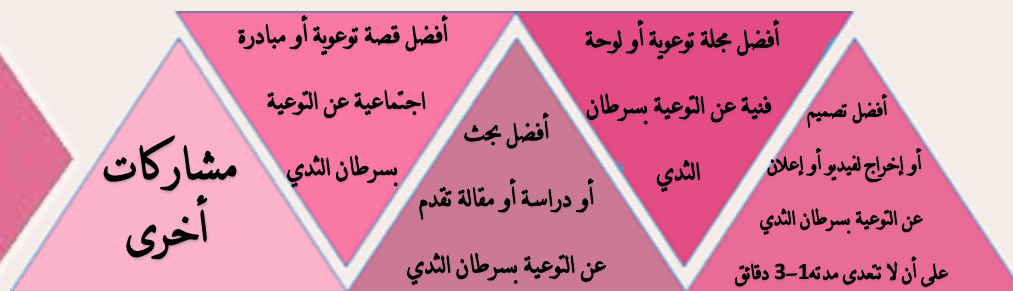 أفضل تصميم
أو إخراج لفيديو أو إعلان
عن التوعية بسرطان الثدي
على أن لا تتعدى مدته1–3 دقائق
أفضل مجلة توعوية أو لوحة
فنية عن التوعية بسرطان
الثدي
أفضل بحث
أو دراسة أو مقالة تقدم
عن التوعية بسرطان الثدي
أفضل قصة توعوية أو مبادرة
اجتماعية عن التوعية
بسرطان الثدي
مشاركات
أخرى